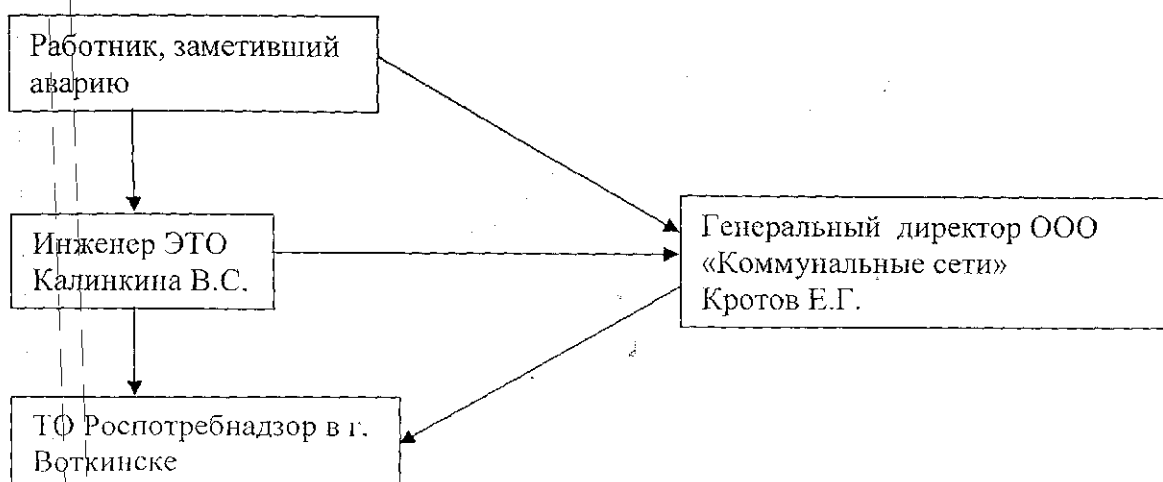 Работник, заметивший
аварию
Инженер ЭТО
Калинкина В.С.
Генеральный директор ООО
«Коммунальные сети»
Кротов Е.Г.
ТО Роспотребнадзор в г.
Воткинске